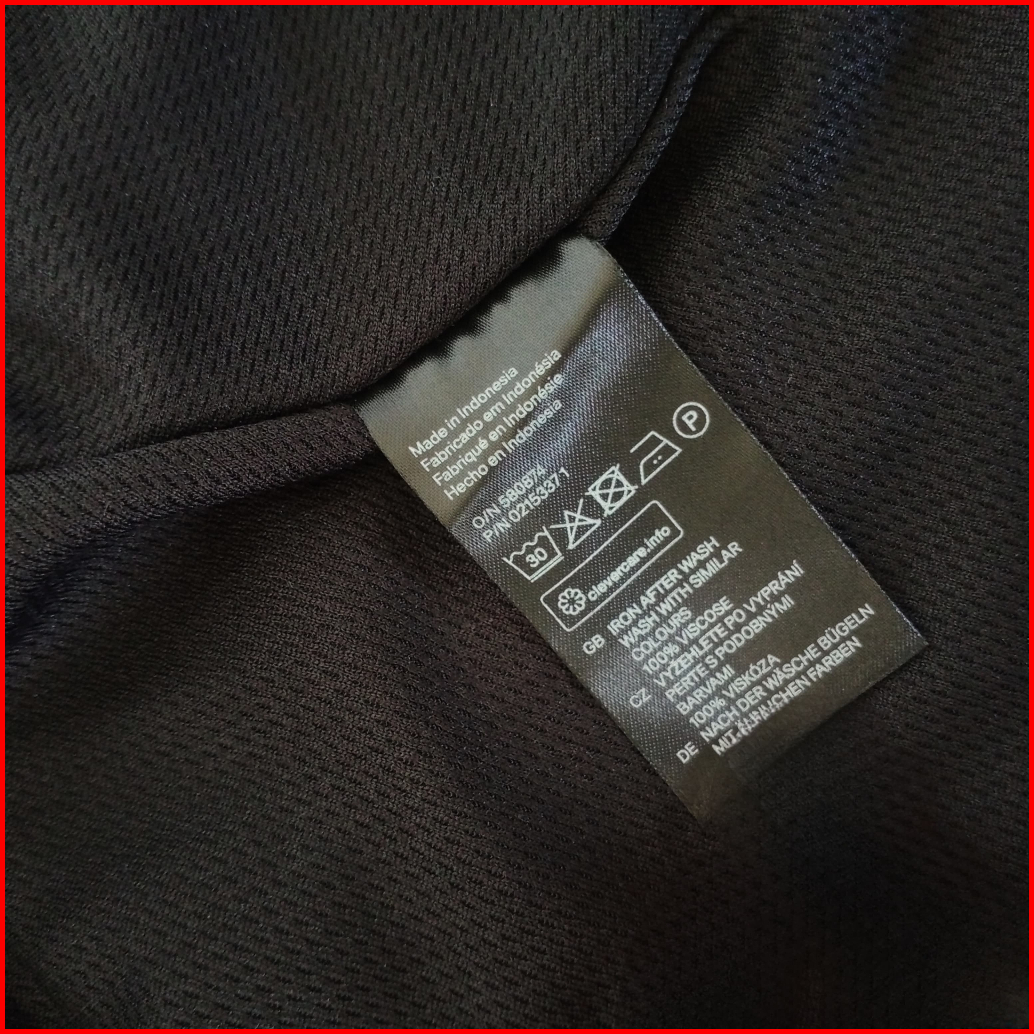 Made in Indonesia
Fabricado em Indonésia
Fabriqué en Indonésie
Hecho en Indonesia
O/N 580874
P/N 02153371
30
P
clevercare.info
GB IRON AFTER WASH
WASH WITH SIMILAR
COLOURS
100% VISCOSE
CZ VYŽEHLETE PO VYPRÁNÍ
PERTE S PODOBNÝMI
BARVAMI
100% VISKÓZA
DE NACH DER WÄSCHE BÜGELN
FARBEN